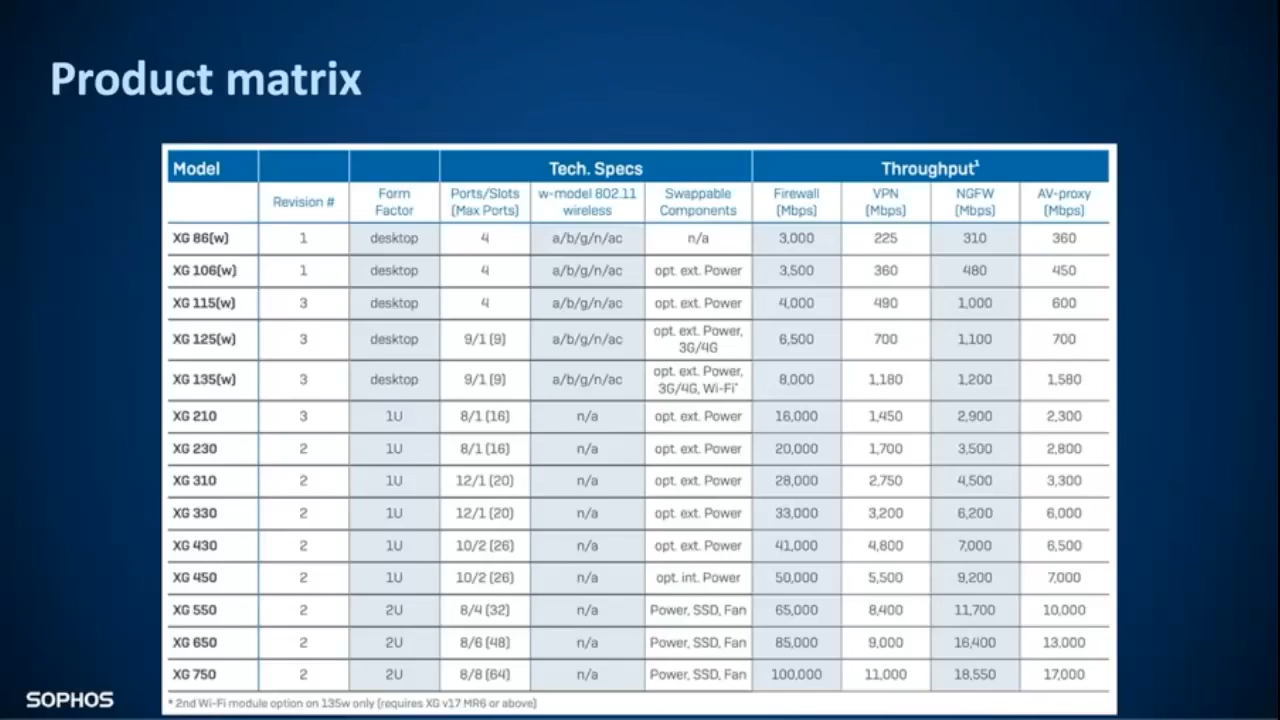 Product matrix
Model Tech. Specs Throughput¹
Revision # Form Factor Ports/Slots (Max Ports) w-model 802.11 wireless Swappable Components Firewall (Mbps) VPN (Mbps) NGFW (Mbps) AV-proxy (Mbps)
XG 86(w) 1 desktop 4 a/b/g/n/ac n/a 3,000 225 310 360
XG 106(w) 1 desktop 4 a/b/g/n/ac opt. ext. Power 3,500 360 480 450
XG 115(w) 3 desktop 4 a/b/g/n/ac opt. ext. Power 4,000 490 1,000 600
XG 125(w) 3 desktop 9/1 (9) a/b/g/n/ac opt. ext. Power, 3G/4G 6,500 700 1,100 700
XG 135(w) 3 desktop 9/1 (9) a/b/g/n/ac opt. ext. Power, 3G/4G, Wi-Fi* 8,000 1,180 1,200 1,580
XG 210 3 1U 8/1 (16) n/a opt. ext. Power 16,000 1,450 2,900 2,300
XG 230 2 1U 8/1 (16) n/a opt. ext. Power 20,000 1,700 3,500 2,800
XG 310 2 1U 12/1 (20) n/a opt. ext. Power 28,000 2,750 4,500 3,300
XG 330 2 1U 12/1 (20) n/a opt. ext. Power 33,000 3,200 6,200 6,000
XG 430 2 1U 10/2 (26) n/a opt. ext. Power 41,000 4,800 7,000 6,500
XG 450 2 1U 10/2 (26) n/a opt. int. Power 50,000 5,500 9,200 7,000
XG 550 2 2U 8/4 (32) n/a Power, SSD, Fan 65,000 8,400 11,700 10,000
XG 650 2 2U 8/6 (48) n/a Power, SSD, Fan 85,000 9,000 16,400 13,000
XG 750 2 2U 8/8 (64) n/a Power, SSD, Fan 100,000 11,000 18,550 17,000
* 2nd Wi-Fi module option on 135w only (requires XG v17 MR6 or above)
SOPHOS